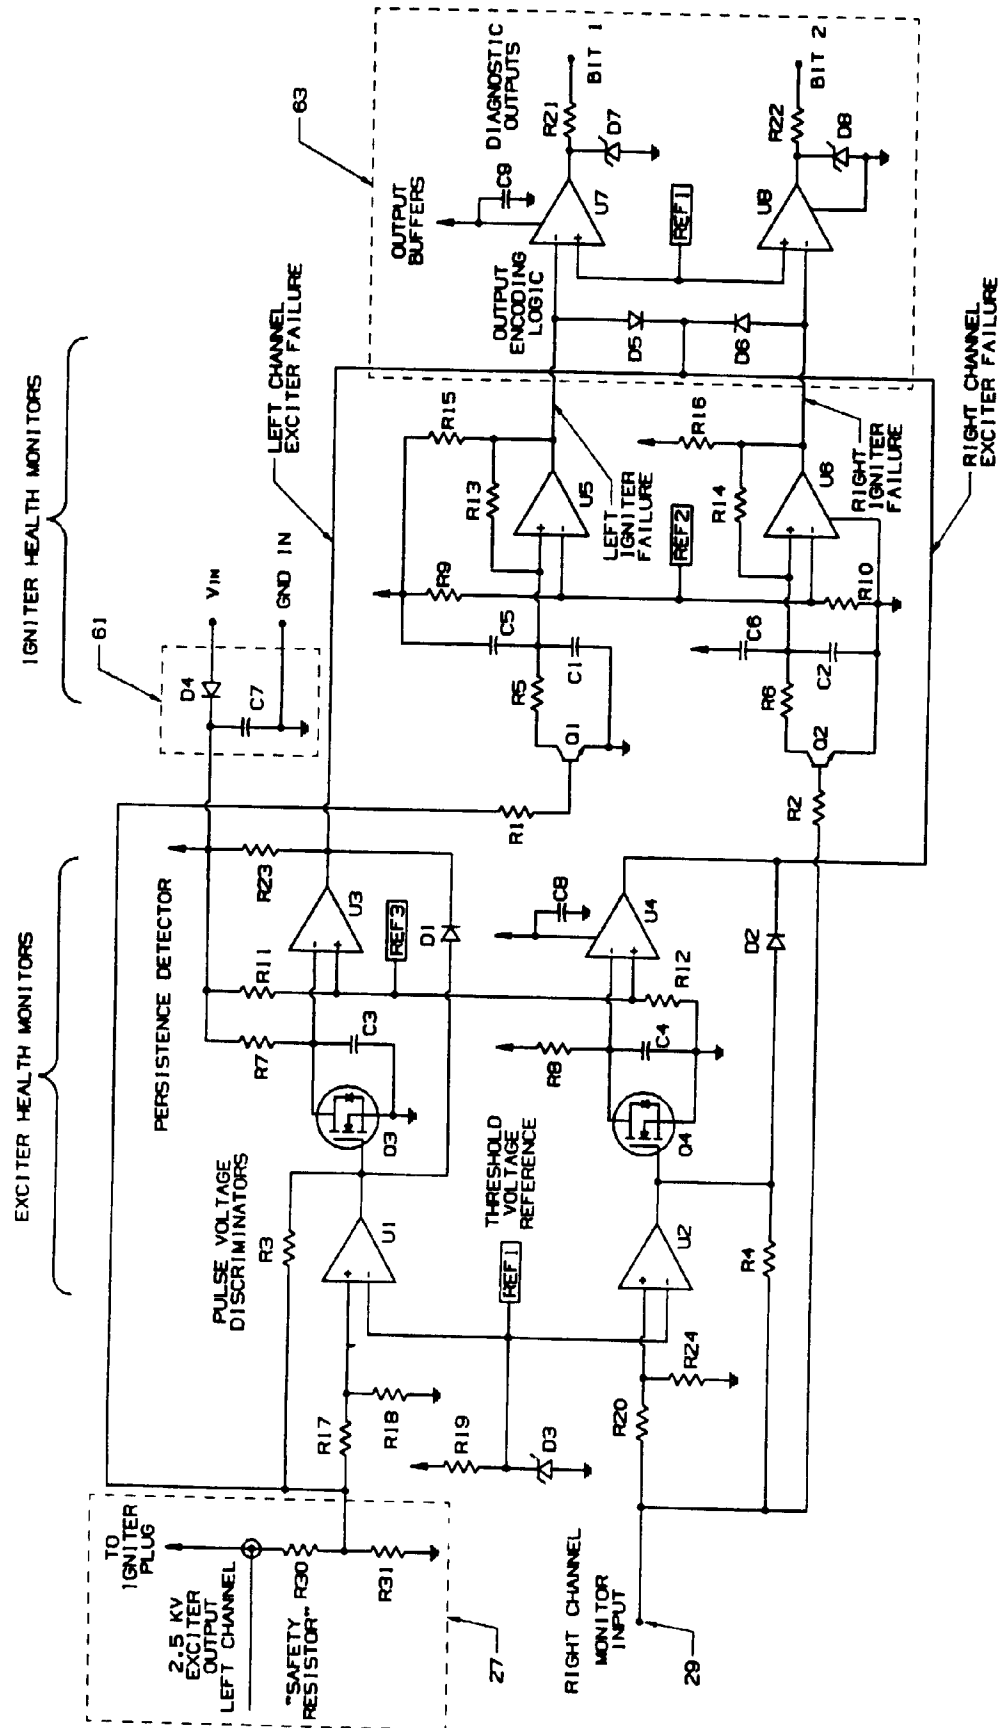 EXCITER HEALTH MONITORS
IGNITER HEALTH MONITORS
TO
IGNITER
PLUG
2.5 KV
EXCITER
OUTPUT
LEFT CHANNEL
"SAFETY
RESISTOR"
R30
R31
27
R17
R18
R3
PULSE VOLTAGE
DISCRIMINATORS
U1
+
-
R19
D3
REF1
THRESHOLD
VOLTAGE
REFERENCE
RIGHT CHANNEL
MONITOR
INPUT
29
R20
R24
+
-
U2
R4
PERSISTENCE DETECTOR
R7
R11
R23
Q3
C3
-
+
U3
REF3
D1
R8
C4
Q4
R12
-
+
U4
C8
D2
61
D4
VIN
C7
GND IN
LEFT CHANNEL
EXCITER FAILURE
R1
Q1
R5
C5
C1
R9
R13
R15
+
-
U5
LEFT
IGNITER
FAILURE
REF2
R2
Q2
R6
C6
C2
R10
R14
R16
+
-
U6
RIGHT
IGNITER
FAILURE
RIGHT CHANNEL
EXCITER FAILURE
63
OUTPUT
BUFFERS
DIAGNOSTIC
OUTPUTS
OUTPUT
ENCODING
LOGIC
C9
-
+
U7
R21
D7
BIT 1
D5
D6
REF1
+
-
U8
R22
D8
BIT 2